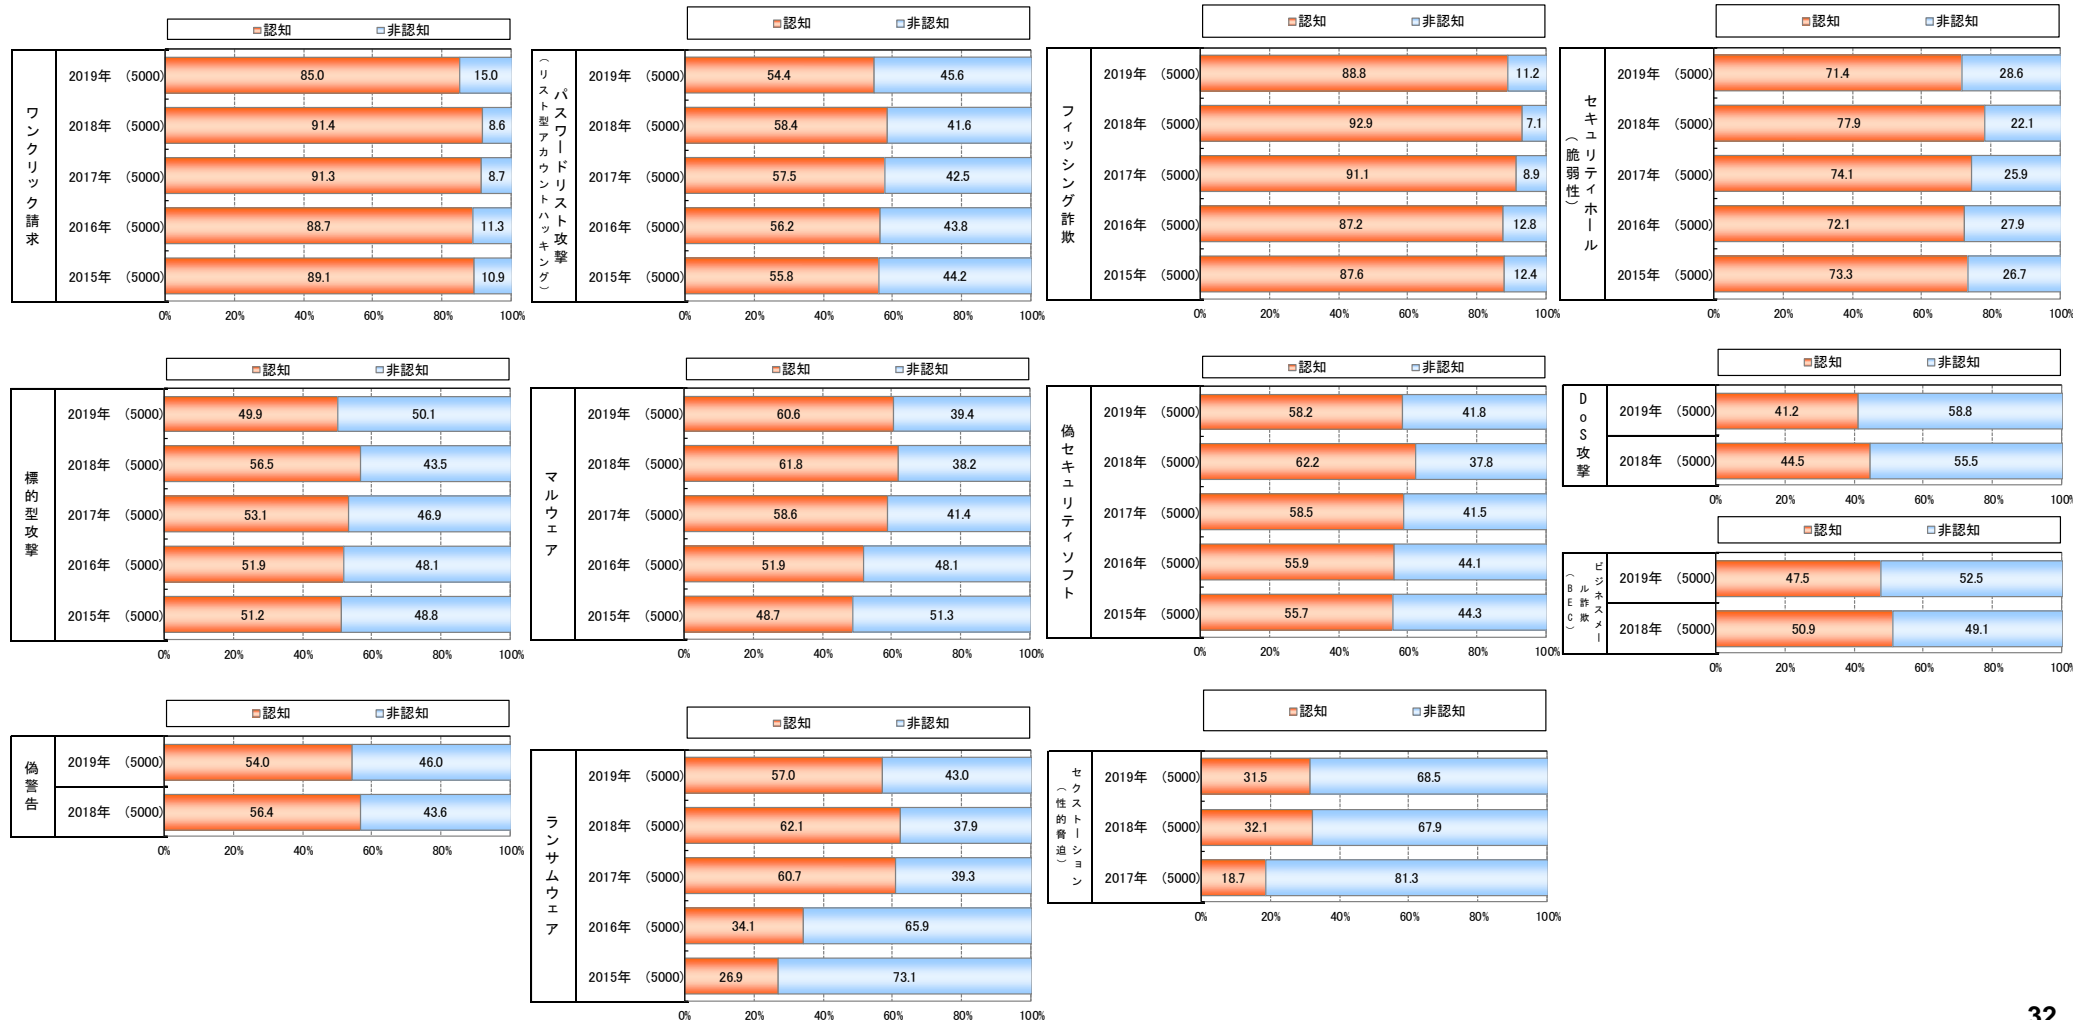 認知 非認知
ワンクリック請求
2019年 (5000) 85.0 15.0
2018年 (5000) 91.4 8.6
2017年 (5000) 91.3 8.7
2016年 (5000) 88.7 11.3
2015年 (5000) 89.1 10.9
0% 20% 40% 60% 80% 100%
認知 非認知
パスワードリスト攻撃
(リスト型アカウントハッキング)
2019年 (5000) 54.4 45.6
2018年 (5000) 58.4 41.6
2017年 (5000) 57.5 42.5
2016年 (5000) 56.2 43.8
2015年 (5000) 55.8 44.2
0% 20% 40% 60% 80% 100%
認知 非認知
フィッシング詐欺
2019年 (5000) 88.8 11.2
2018年 (5000) 92.9 7.1
2017年 (5000) 91.1 8.9
2016年 (5000) 87.2 12.8
2015年 (5000) 87.6 12.4
0% 20% 40% 60% 80% 100%
認知 非認知
セキュリティホール
(脆弱性)
2019年 (5000) 71.4 28.6
2018年 (5000) 77.9 22.1
2017年 (5000) 74.1 25.9
2016年 (5000) 72.1 27.9
2015年 (5000) 73.3 26.7
0% 20% 40% 60% 80% 100%
認知 非認知
標的型攻撃
2019年 (5000) 49.9 50.1
2018年 (5000) 56.5 43.5
2017年 (5000) 53.1 46.9
2016年 (5000) 51.9 48.1
2015年 (5000) 51.2 48.8
0% 20% 40% 60% 80% 100%
認知 非認知
マルウェア
2019年 (5000) 60.6 39.4
2018年 (5000) 61.8 38.2
2017年 (5000) 58.6 41.4
2016年 (5000) 51.9 48.1
2015年 (5000) 48.7 51.3
0% 20% 40% 60% 80% 100%
認知 非認知
偽セキュリティソフト
2019年 (5000) 58.2 41.8
2018年 (5000) 62.2 37.8
2017年 (5000) 58.5 41.5
2016年 (5000) 55.9 44.1
2015年 (5000) 55.7 44.3
0% 20% 40% 60% 80% 100%
認知 非認知
DoS攻撃
2019年 (5000) 41.2 58.8
2018年 (5000) 44.5 55.5
0% 20% 40% 60% 80% 100%
認知 非認知
ビジネスメー
ル詐欺
(BEC)
2019年 (5000) 47.5 52.5
2018年 (5000) 50.9 49.1
0% 20% 40% 60% 80% 100%
認知 非認知
偽警告
2019年 (5000) 54.0 46.0
2018年 (5000) 56.4 43.6
0% 20% 40% 60% 80% 100%
認知 非認知
ランサムウェア
2019年 (5000) 57.0 43.0
2018年 (5000) 62.1 37.9
2017年 (5000) 60.7 39.3
2016年 (5000) 34.1 65.9
2015年 (5000) 26.9 73.1
0% 20% 40% 60% 80% 100%
認知 非認知
セクストーション
(性的脅迫)
2019年 (5000) 31.5 68.5
2018年 (5000) 32.1 67.9
2017年 (5000) 18.7 81.3
0% 20% 40% 60% 80% 100%
32